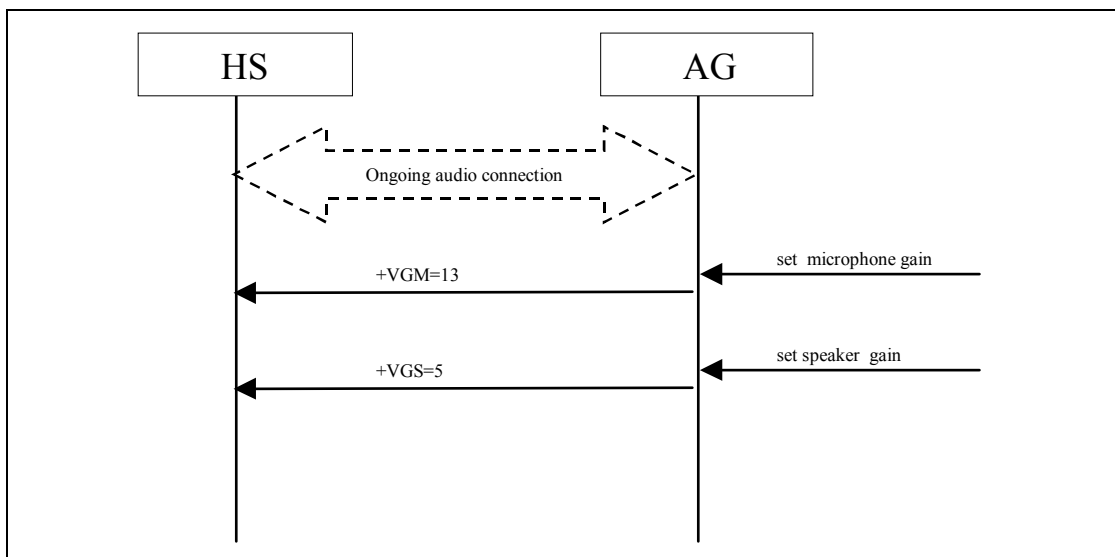 HS
AG
Ongoing audio connection
set microphone gain
+VGM=13
set speaker gain
+VGS=5